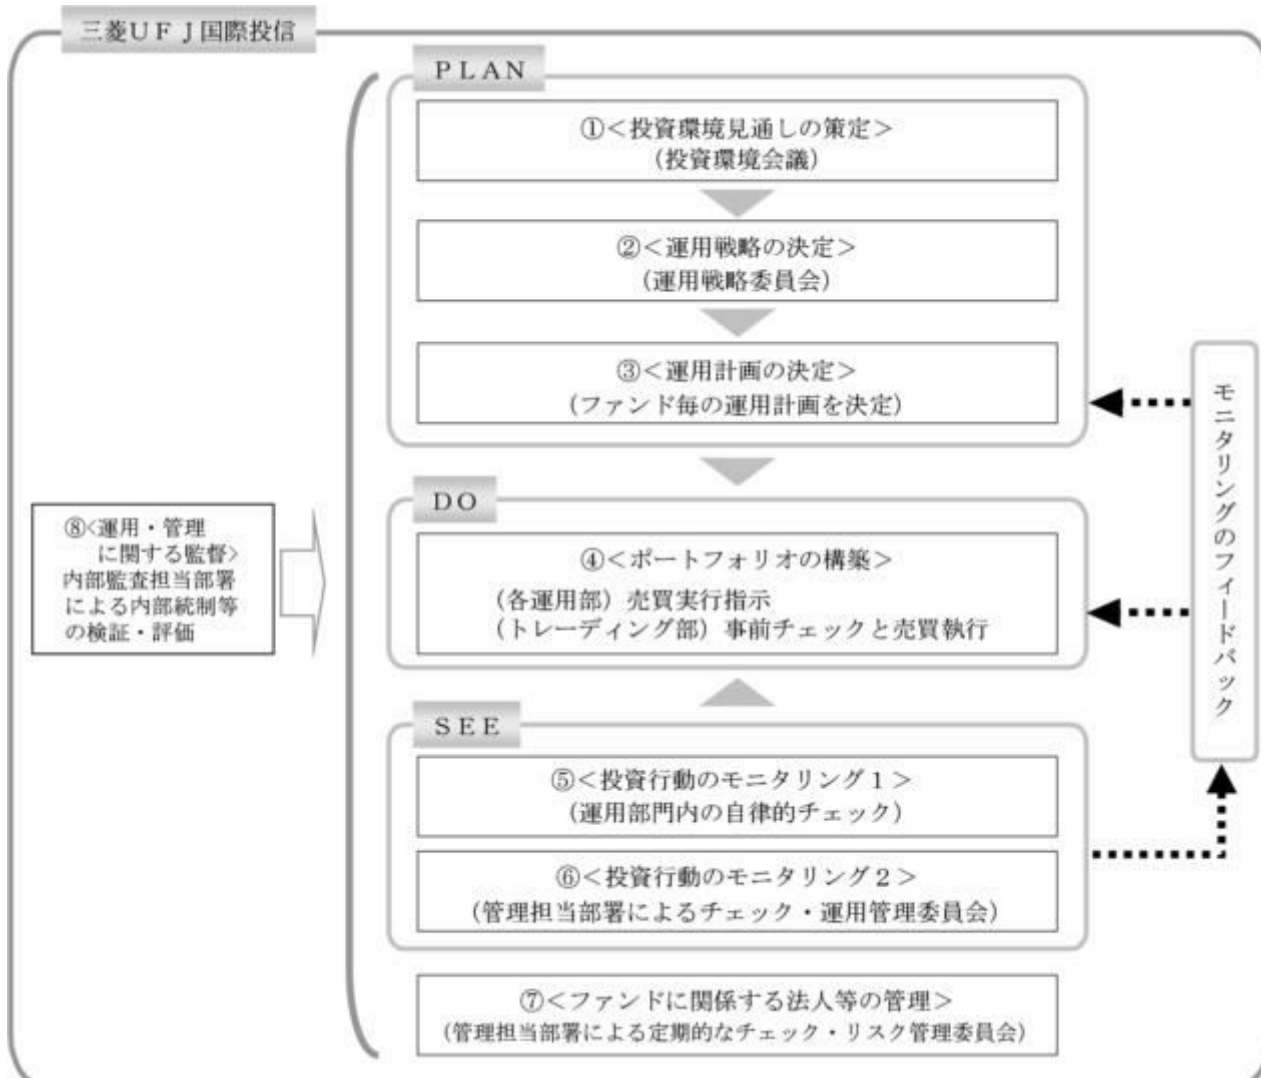 三菱ＵＦＪ国際投信
ＰＬＡＮ
①＜投資環境見通しの策定＞
（投資環境会議）
②＜運用戦略の決定＞
（運用戦略委員会）
③＜運用計画の決定＞
（ファンド毎の運用計画を決定）
ＤＯ
④＜ポートフォリオの構築＞
（各運用部）売買実行指示
（トレーディング部）事前チェックと売買執行
ＳＥＥ
⑤＜投資行動のモニタリング１＞
（運用部門内の自律的チェック）
⑥＜投資行動のモニタリング２＞
（管理担当部署によるチェック・運用管理委員会）
⑦＜ファンドに関係する法人等の管理＞
（管理担当部署による定期的なチェック・リスク管理委員会）
⑧<運用・管理
に関する監督>
内部監査担当部署
による内部統制等
の検証・評価
モニタリングのフィードバック